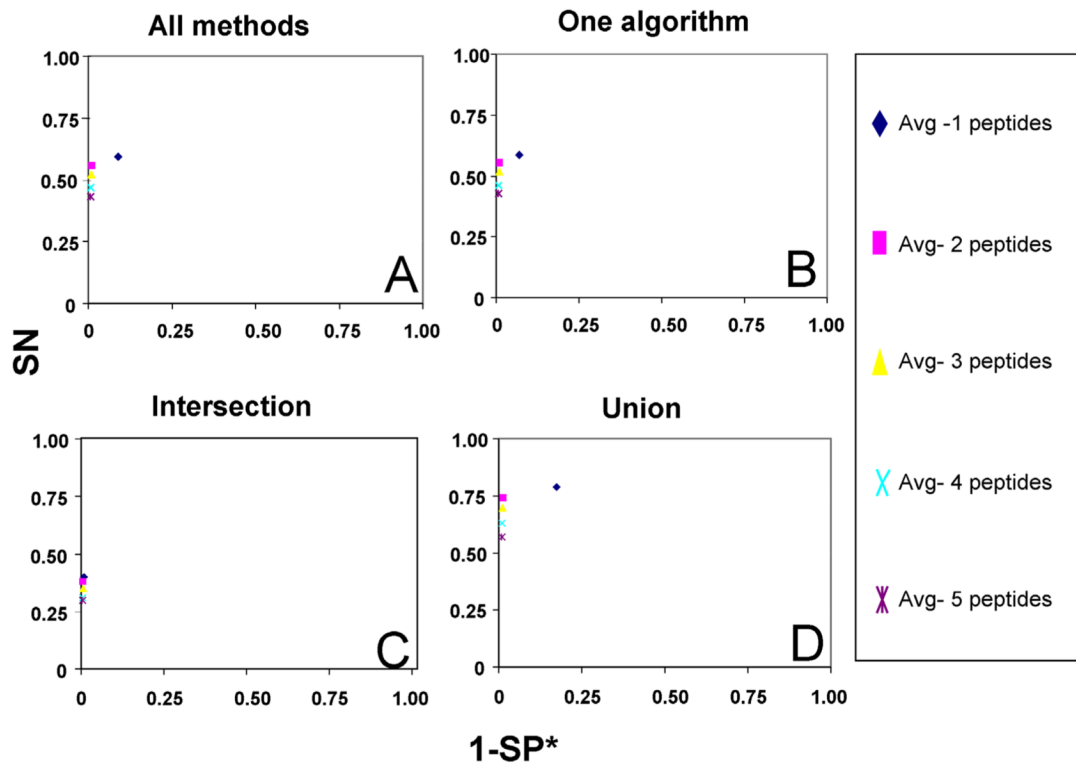 All methods
1.00
0.75
0.50
0.25
0
0 0.25 0.50 0.75 1.00
A
One algorithm
1.00
0.75
0.50
0.25
0
0 0.25 0.50 0.75 1.00
B
SN
Intersection
1.00
0.75
0.50
0.25
0
0 0.25 0.50 0.75 1.00
C
Union
1.00
0.75
0.50
0.25
0
0 0.25 0.50 0.75 1.00
D
1-SP*
Avg -1 peptides
Avg- 2 peptides
Avg- 3 peptides
Avg- 4 peptides
Avg- 5 peptides